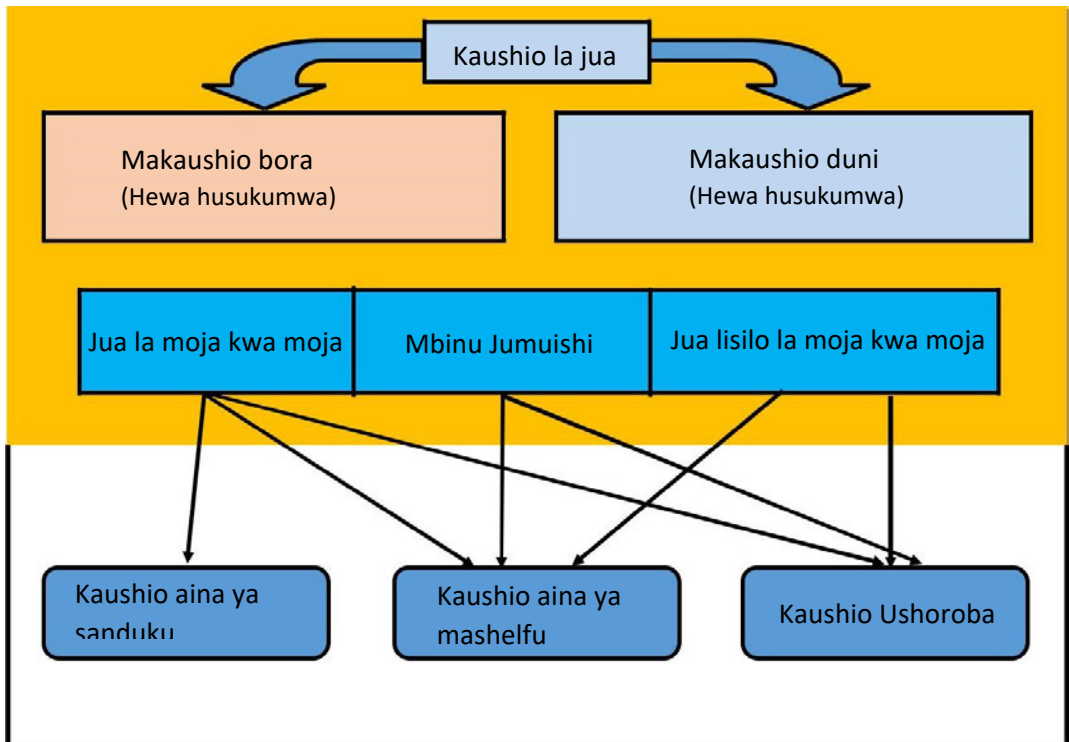 Kaushio la jua
Makaushio bora
(Hewa husukumwa)
Makaushio duni
(Hewa husukumwa)
Jua la moja kwa moja
Mbinu Jumuishi
Jua lisilo la moja kwa moja
Kaushio aina ya
sanduku
Kaushio aina ya
mashelfu
Kaushio Ushoroba